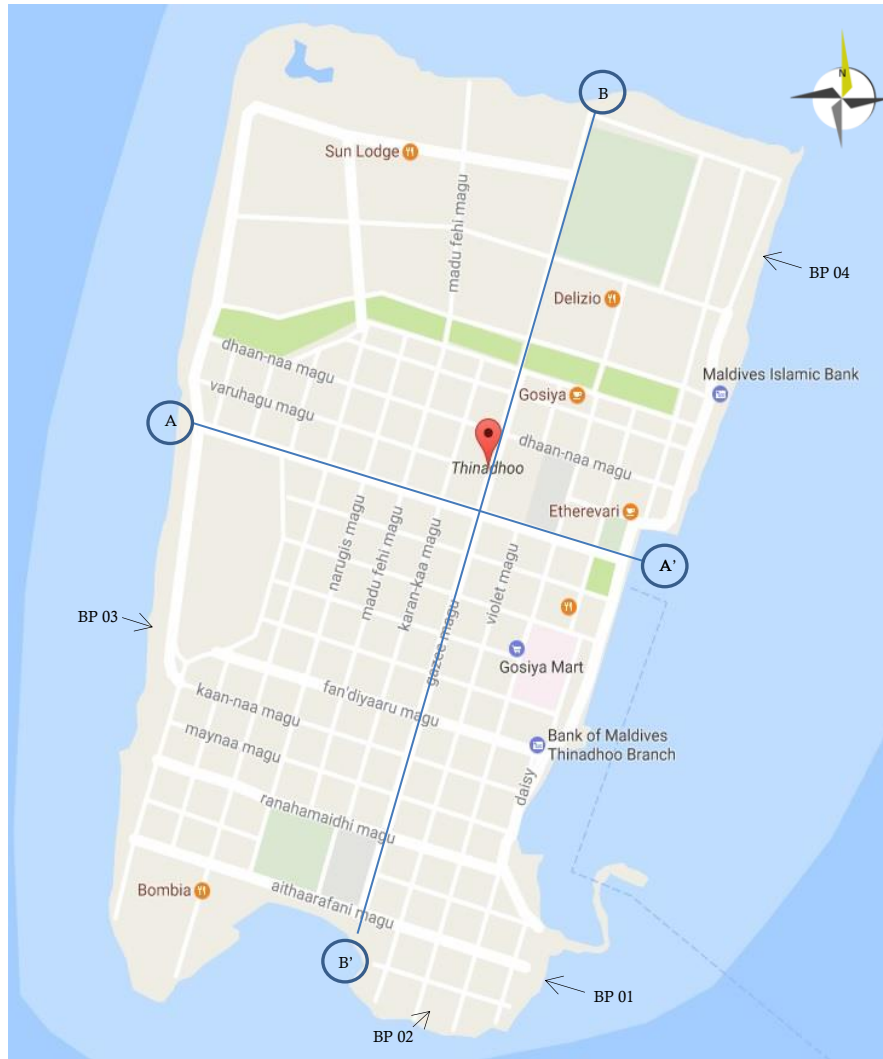 B
N
Sun Lodge
madu fehi magu
BP 04
Delizio
dhaan-naa magu
Maldives Islamic Bank
varuhagu magu
Gosiya
A
dhaan-naa magu
Thinadhoo
Etherevari
A'
narugis magu
madu fehi magu
karan-kaa magu
gazee magu
violet magu
BP 03
Gosiya Mart
kaan-naa magu
fan'diyaaru magu
maynaa magu
Bank of Maldives
Thinadhoo Branch
daisy
ranahamaidhi magu
Bombia
aithaarafani magu
B'
BP 01
BP 02